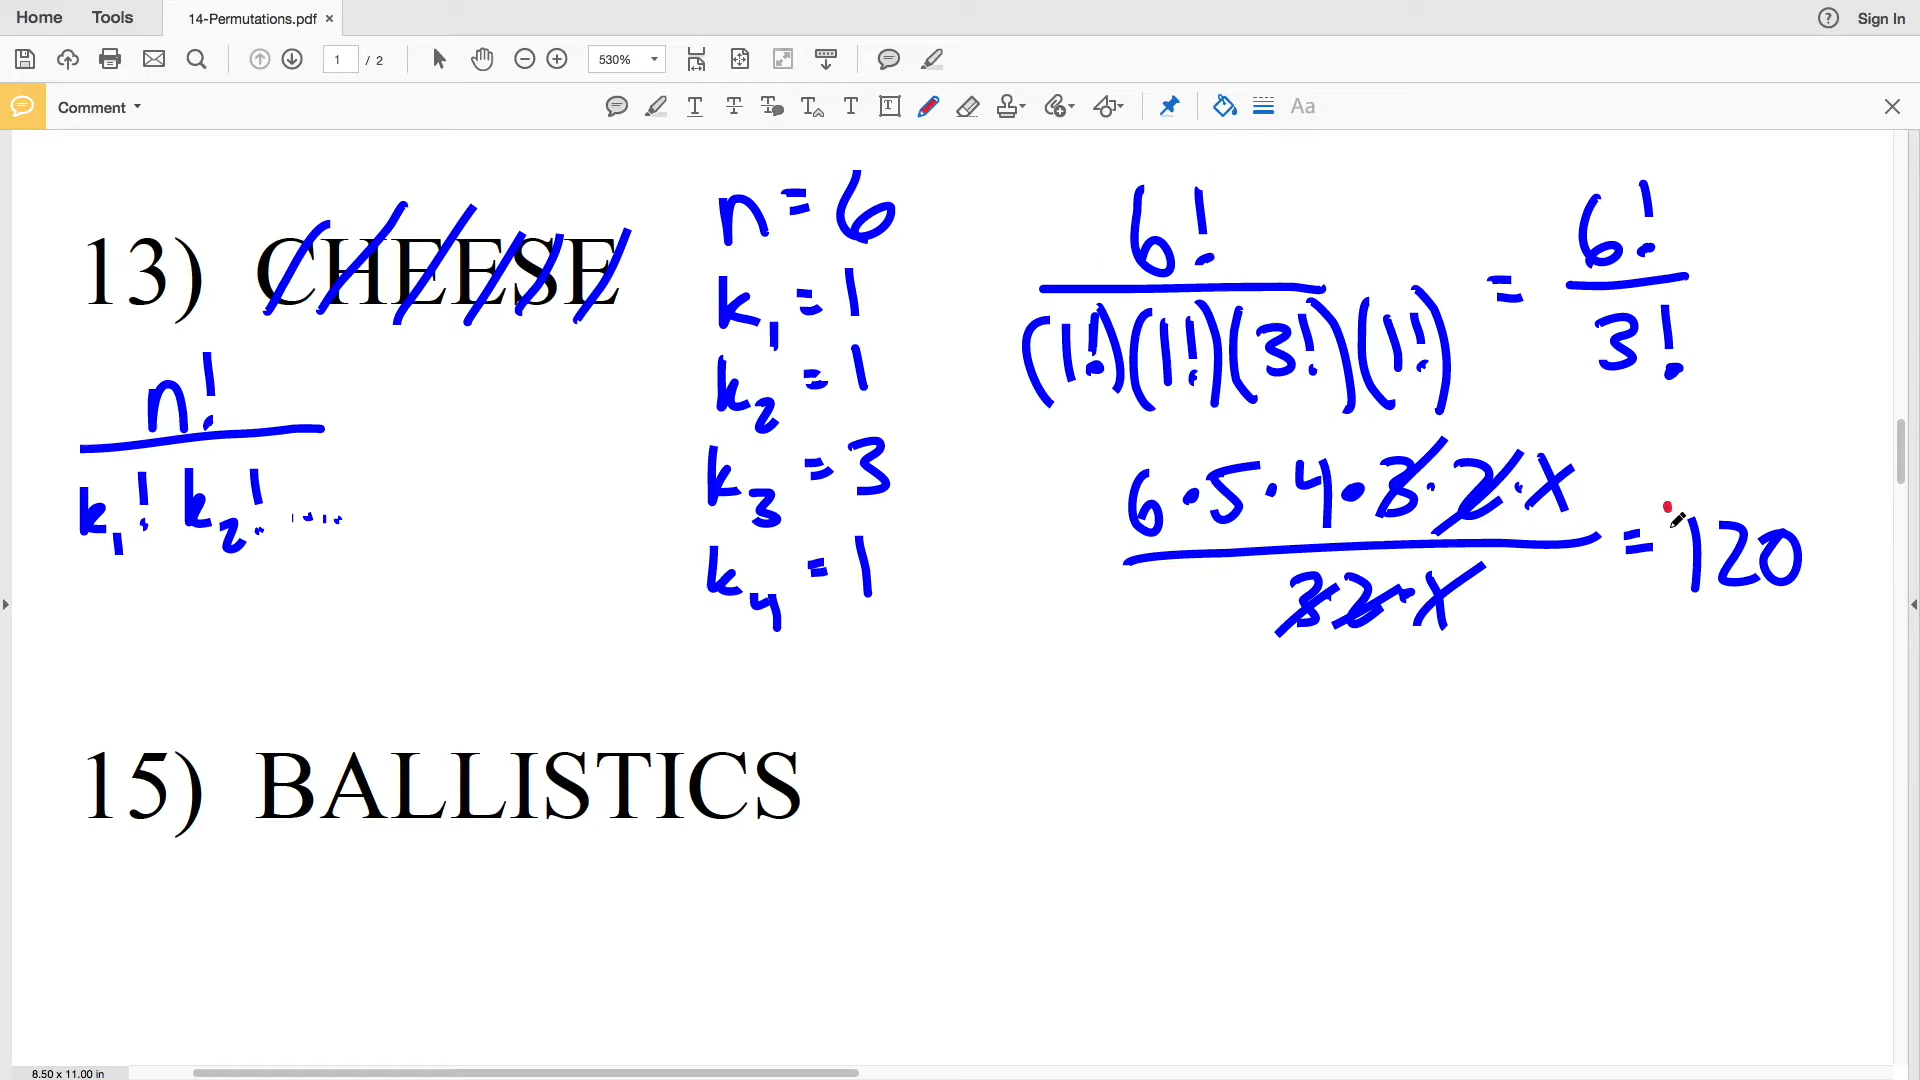 Home Tools 14-Permutations.pdf × ? Sign In
1 / 2 530%
Comment Aa
13) CHEESE
n!
k₁! k₂! ....
n = 6
k₁ = 1
k₂ = 1
k₃ = 3
k₄ = 1
6!
(1!)(1!)(3!)(1!)
=
6!
3!
6 · 5 · 4 · 3 · 2 · 1
3 2 · 1
= 120
15) BALLISTICS
8.50 x 11.00 in